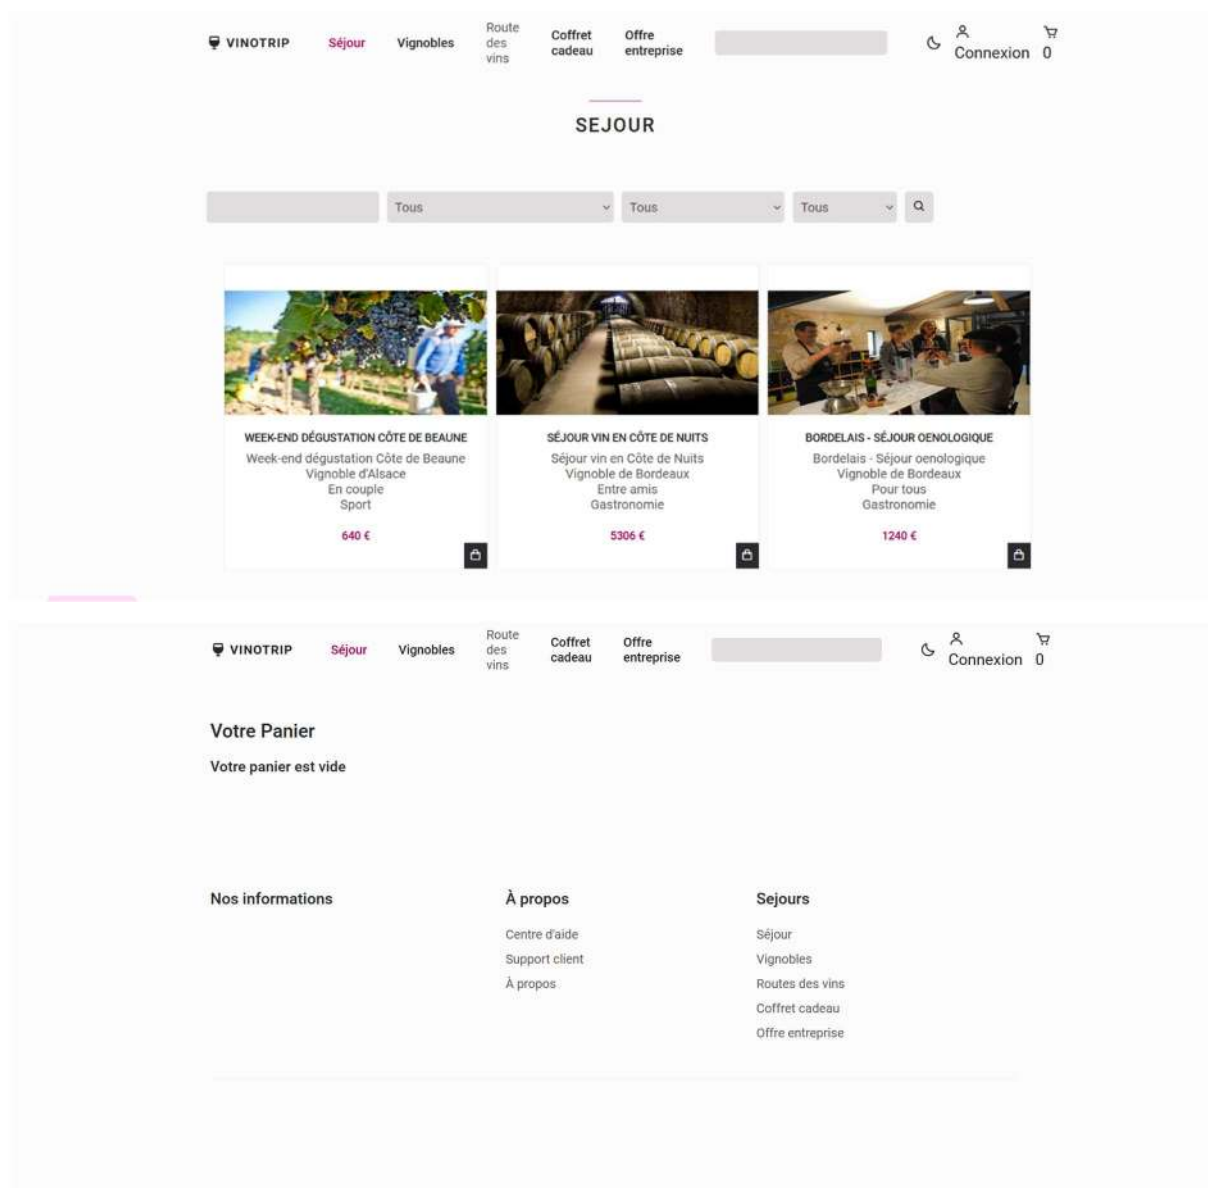 VINOTRIP Séjour Vignobles Route des vins Coffret cadeau Offre entreprise Connexion 0
SEJOUR
Tous Tous Tous
WEEK-END DÉGUSTATION CÔTE DE BEAUNE
Week-end dégustation Côte de Beaune
Vignoble d'Alsace
En couple
Sport
640 €
SÉJOUR VIN EN CÔTE DE NUITS
Séjour vin en Côte de Nuits
Vignoble de Bordeaux
Entre amis
Gastronomie
5306 €
BORDELAIS - SÉJOUR OENOLOGIQUE
Bordelais - Séjour oenologique
Vignoble de Bordeaux
Pour tous
Gastronomie
1240 €
VINOTRIP Séjour Vignobles Route des vins Coffret cadeau Offre entreprise Connexion 0
Votre Panier
Votre panier est vide
Nos informations
À propos
Centre d'aide
Support client
À propos
Sejours
Séjour
Vignobles
Routes des vins
Coffret cadeau
Offre entreprise